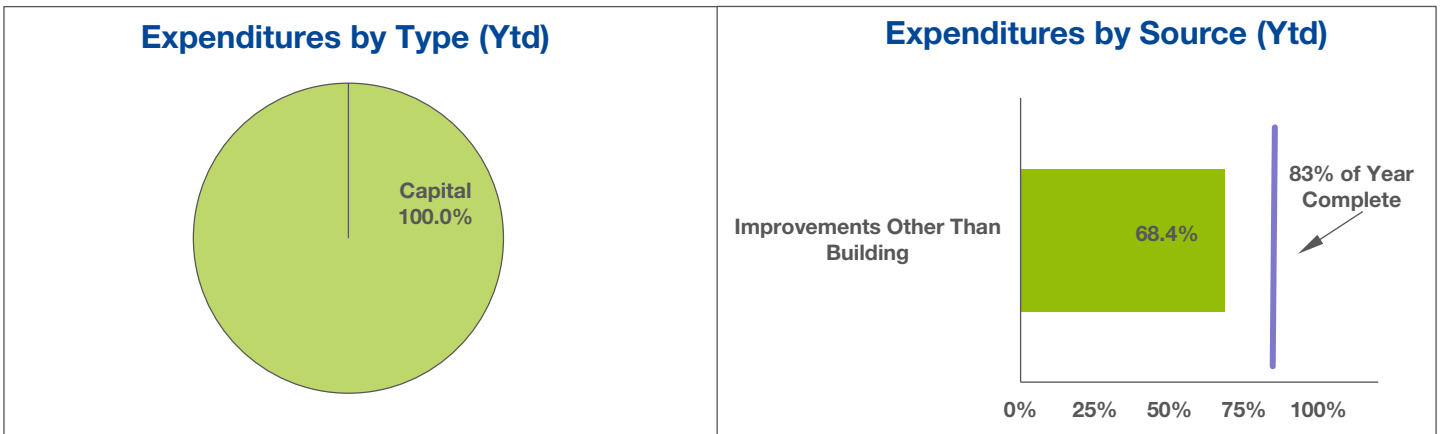 Expenditures by Type (Ytd)
Capital
100.0%
Expenditures by Source (Ytd)
83% of Year
Complete
Improvements Other Than
Building
68.4%
0% 25% 50% 75% 100%